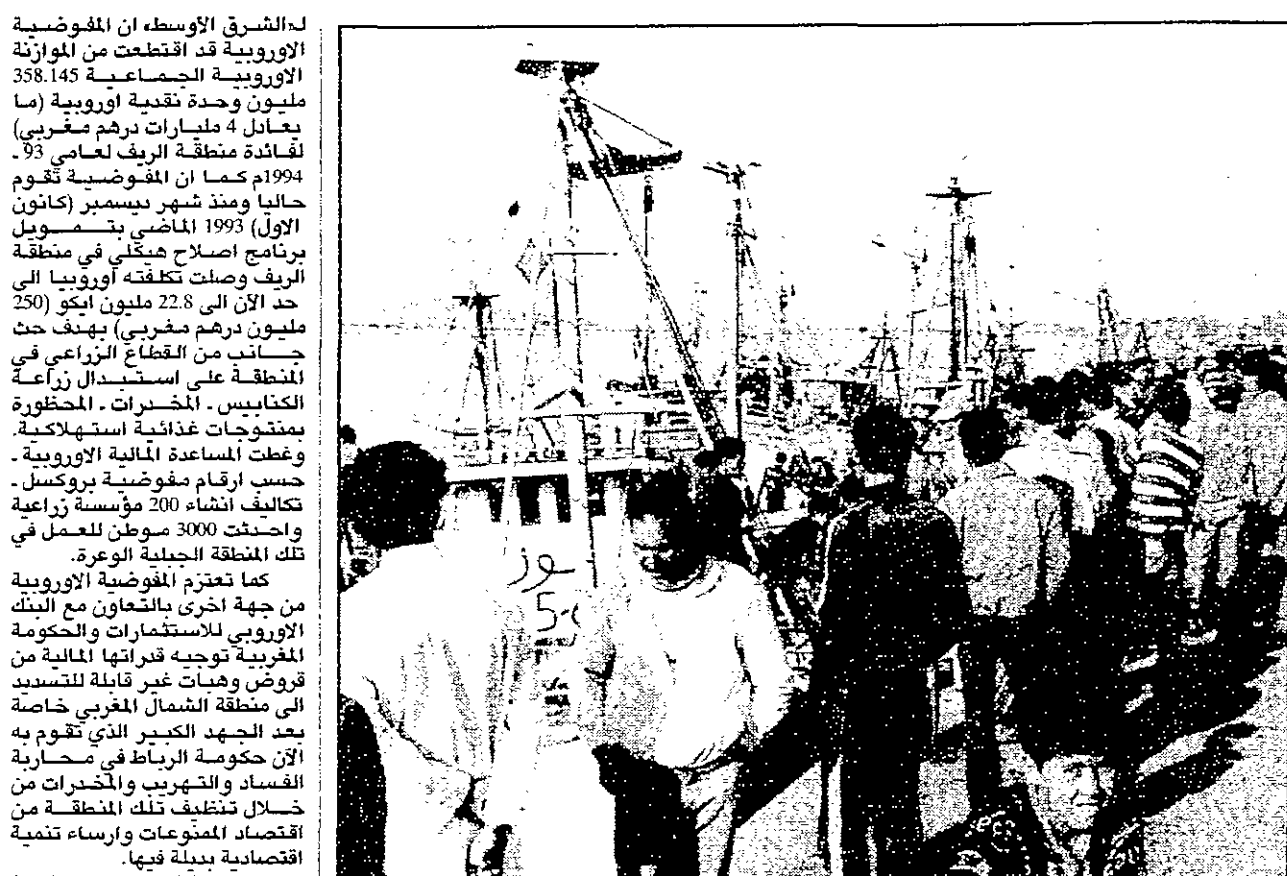 لـ«الشرق الأوسط» ان المفوضية
الاوروبية قد اقتطعت من الموازنة
الاوروبية الجماعية 358.145
مليون وحدة نقدية اوروبية (ما
يعادل 4 مليارات درهم مغربي)
لفائدة منطقة الريف لعامي 93 ـ
1994م كما ان المفوضية تقوم
حاليا ومنذ شهر ديسمبر (كانون
الاول) 1993 الماضي بتمويل
برنامج اصلاح هيكلي في منطقة
الريف وصلت تكلفته اوروبيا الى
حد الآن الى 22.8 مليون ايكو (250
مليون درهم مغربي) بهدف حث
جانب من القطاع الزراعي في
المنطقة على استبدال زراعة
الكنابيس ـ المخدرات ـ المحظورة
بمنتوجات غذائية استهلاكية.
وغطت المساعدة المالية الاوروبية ـ
حسب ارقام مفوضية بروكسل ـ
تكاليف انشاء 200 مؤسسة زراعية
واحدثت 3000 موطن للعمل في
تلك المنطقة الجبلية الوعرة.
كما تعتزم المفوضية الاوروبية
من جهة اخرى بالتعاون مع البنك
الاوروبي للاستثمارات والحكومة
المغربية توجيه قدراتها المالية من
قروض وهبات غير قابلة للتسديد
الى منطقة الشمال المغربي خاصة
بعد الجهد الكبير الذي تقوم به
الآن حكومة الرباط في محاربة
الفساد والتهريب والمخدرات من
خلال تنظيف تلك المنطقة من
اقتصاد الممنوعات وارساء تنمية
اقتصادية بديلة فيها.